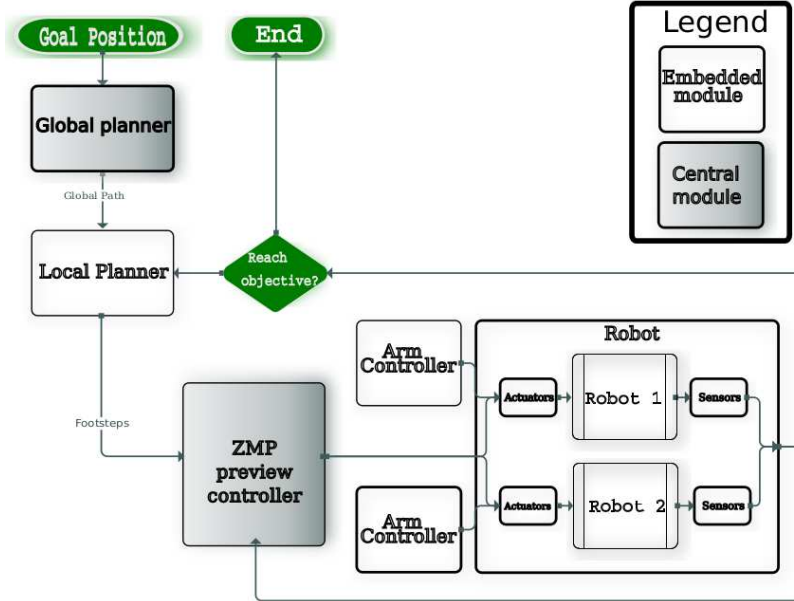 Goal Position
End
Legend
Embedded
module
Central
module
Global planner
Global Path
Local Planner
Reach
objective?
Footsteps
ZMP
preview
controller
Arm
Controller
Arm
Controller
Robot
Actuators
Robot 1
Sensors
Actuators
Robot 2
Sensors